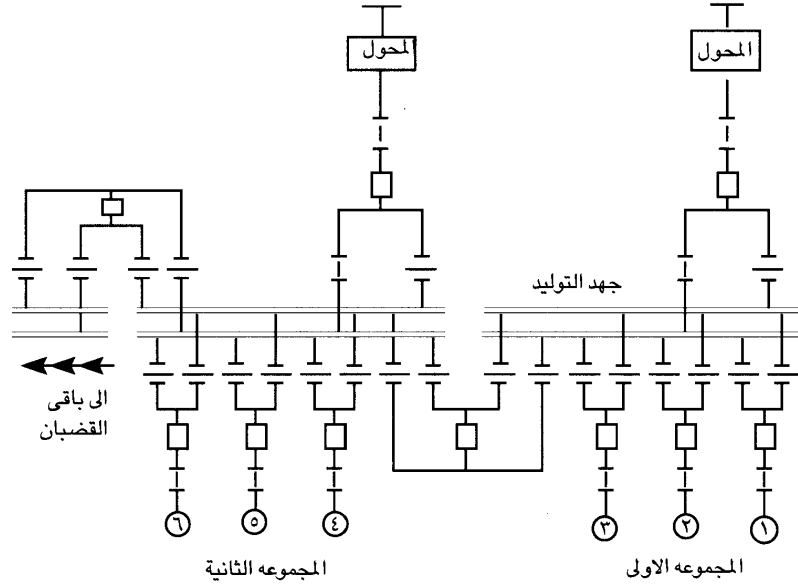 المحول
المحول
جهد التوليد
الى باقى
القضبان
١
٢
٣
٤
٥
٦
المجموعه الاولى
المجموعه الثانية